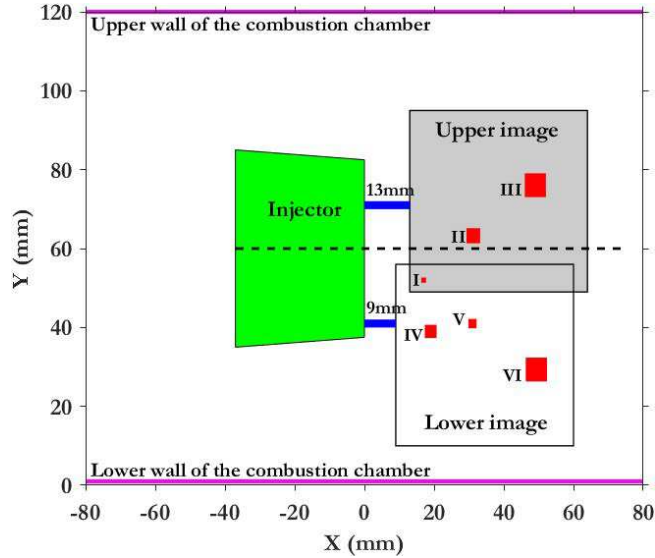 120
Upper wall of the combustion chamber
100
Upper image
80
13mm
III
Injector
II
60
Y (mm)
I
9mm
40
IV
V
VI
20
Lower image
Lower wall of the combustion chamber
0
-80 -60 -40 -20 0 20 40 60 80
X (mm)